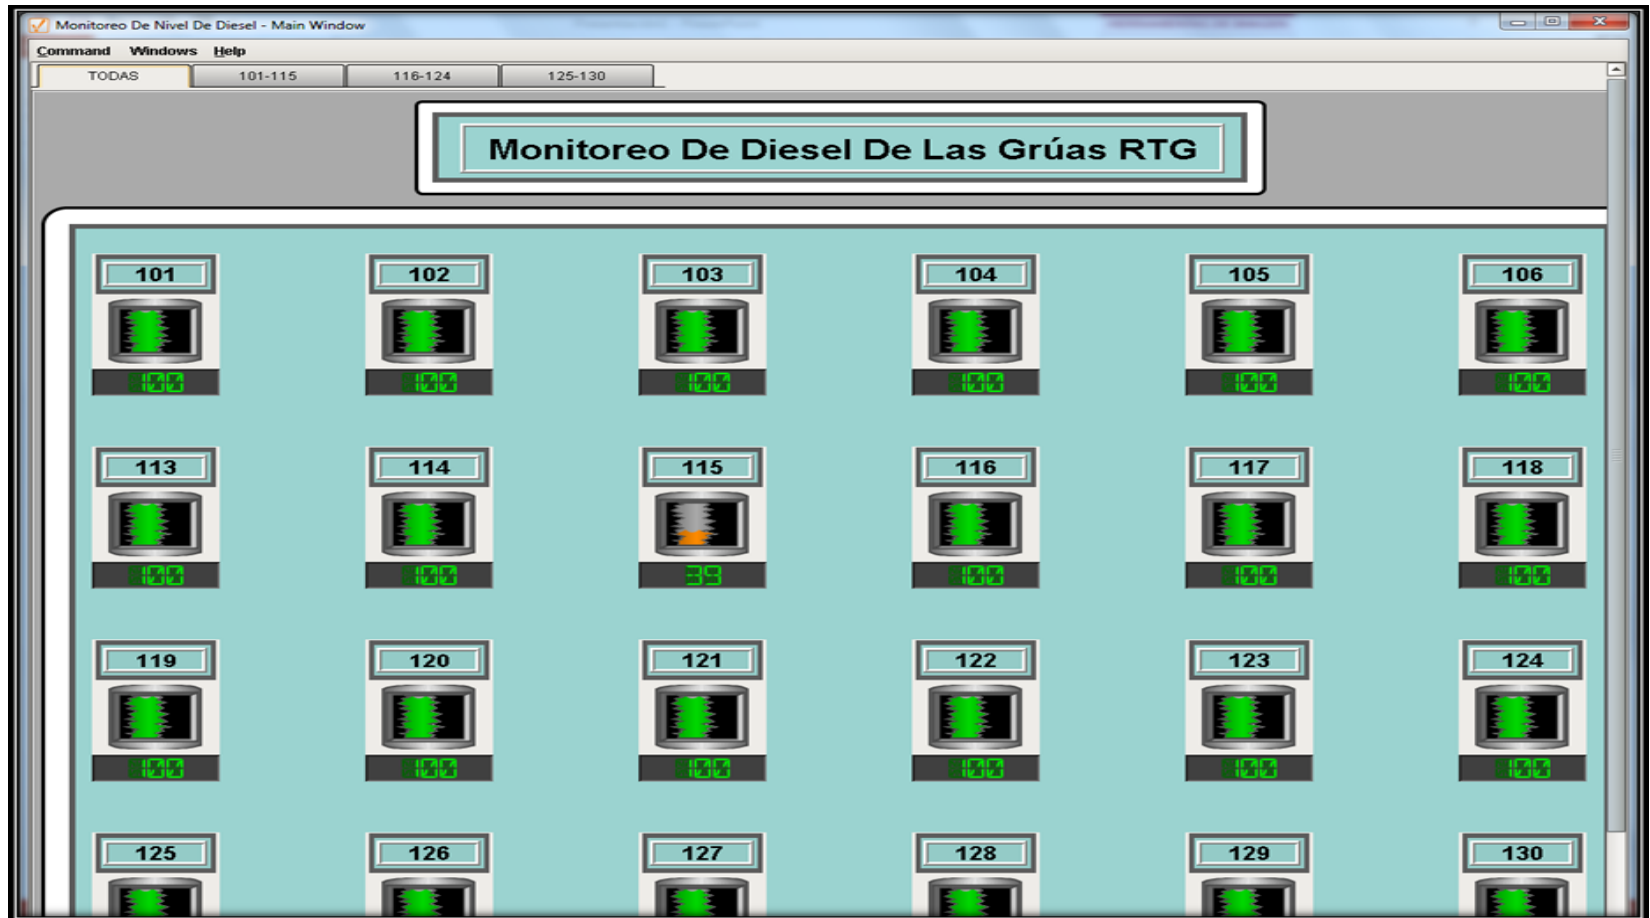 Monitoreo De Nivel De Diesel - Main Window
Command Windows Help
TODAS 101-115 116-124 125-130
Monitoreo De Diesel De Las Grúas RTG
101 102 103 104 105 106
100 100 100 100 100 100
113 114 115 116 117 118
100 100 39 100 100 100
119 120 121 122 123 124
100 100 100 100 100 100
125 126 127 128 129 130